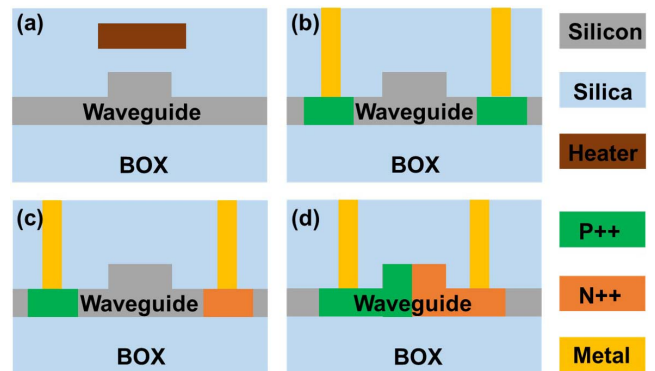 (a)
Waveguide
BOX
(b)
Waveguide
BOX
(c)
Waveguide
BOX
(d)
Waveguide
BOX
Silicon
Silica
Heater
P++
N++
Metal